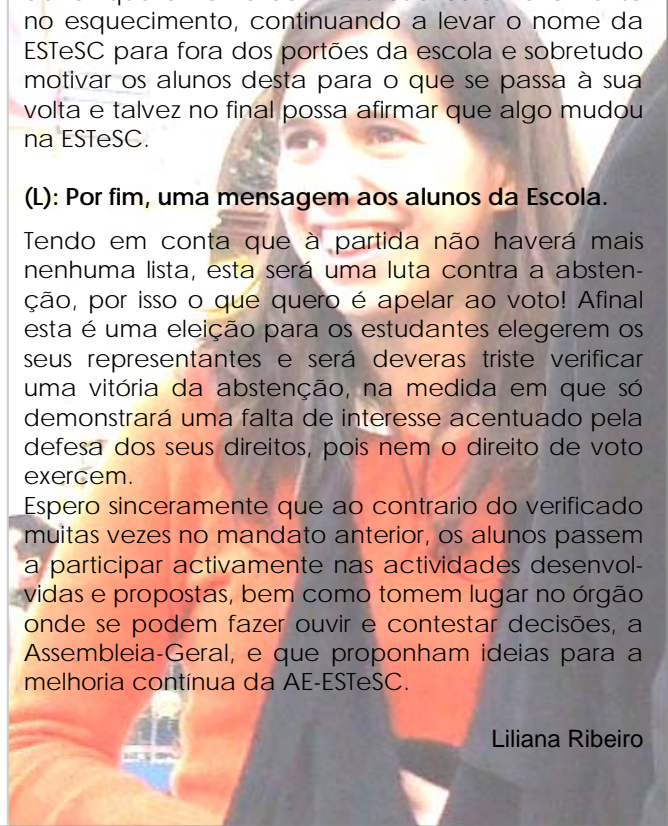 no esquecimento, continuando a levar o nome da
ESTeSC para fora dos portões da escola e sobretudo
motivar os alunos desta para o que se passa à sua
volta e talvez no final possa afirmar que algo mudou
na ESTeSC.
(L): Por fim, uma mensagem aos alunos da Escola.
Tendo em conta que à partida não haverá mais
nenhuma lista, esta será uma luta contra a absten-
ção, por isso o que quero é apelar ao voto! Afinal
esta é uma eleição para os estudantes elegerem os
seus representantes e será deveras triste verificar
uma vitória da abstenção, na medida em que só
demonstrará uma falta de interesse acentuado pela
defesa dos seus direitos, pois nem o direito de voto
exercem.
Espero sinceramente que ao contrario do verificado
muitas vezes no mandato anterior, os alunos passem
a participar activamente nas actividades desenvol-
vidas e propostas, bem como tomem lugar no órgão
onde se podem fazer ouvir e contestar decisões, a
Assembleia-Geral, e que proponham ideias para a
melhoria contínua da AE-ESTeSC.
Liliana Ribeiro